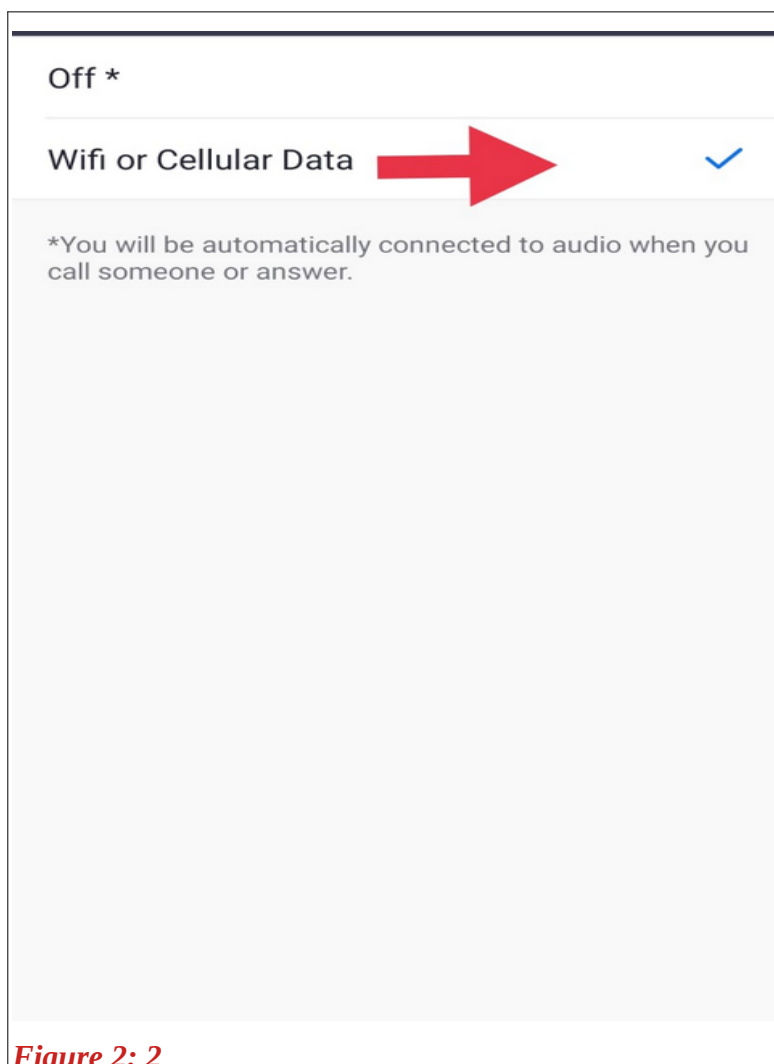 Off *
Wifi or Cellular Data
*You will be automatically connected to audio when you
call someone or answer.
Figure 2: 2